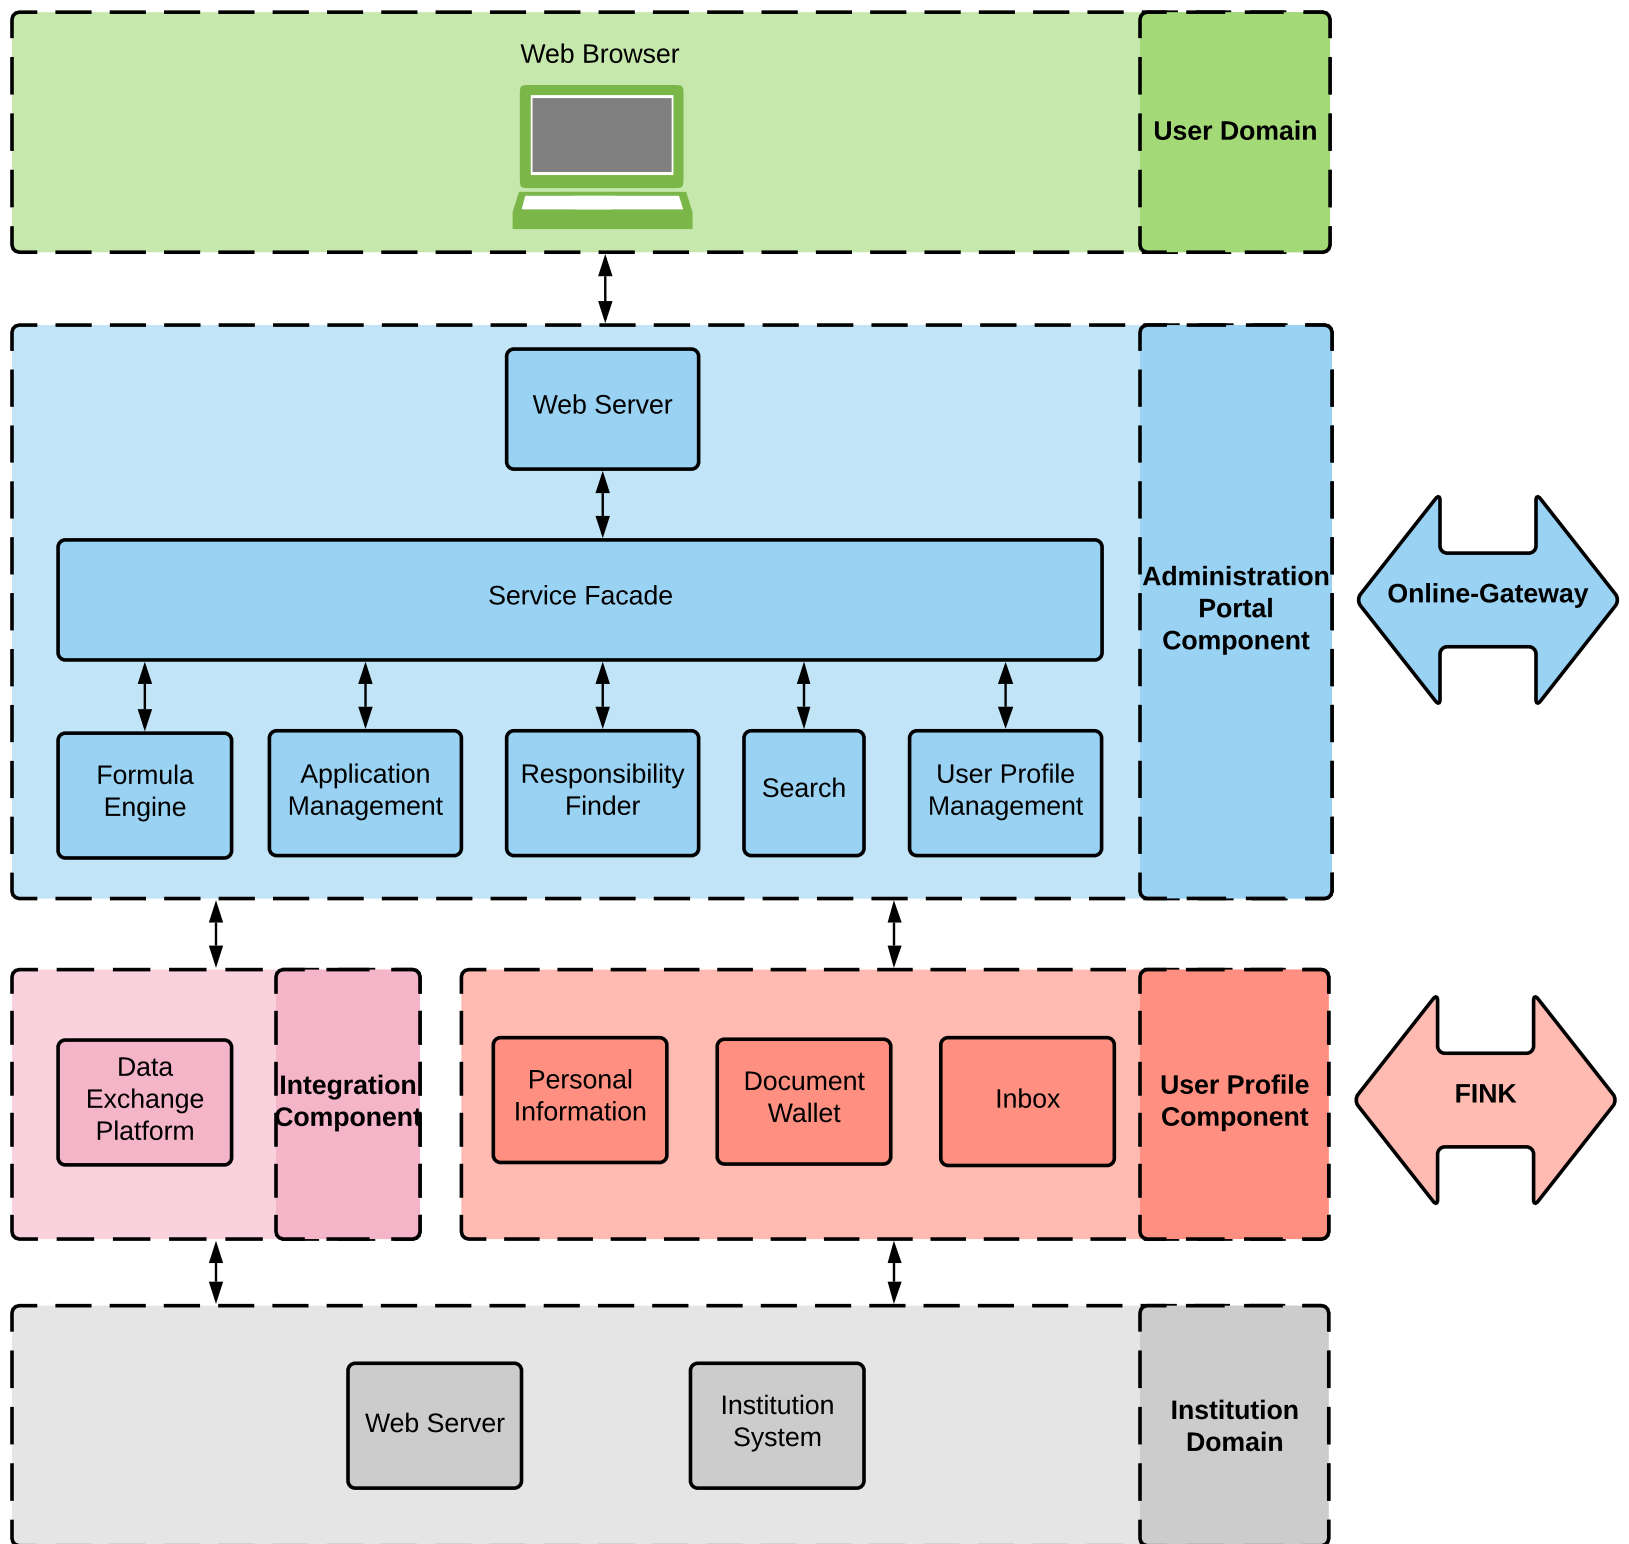 Web Browser
User Domain
Web Server
Service Facade
Administration
Portal
Component
Online-Gateway
Formula
Engine
Application
Management
Responsibility
Finder
Search
User Profile
Management
Data
Exchange
Platform
Integration
Component
Personal
Information
Document
Wallet
Inbox
User Profile
Component
FINK
Web Server
Institution
System
Institution
Domain